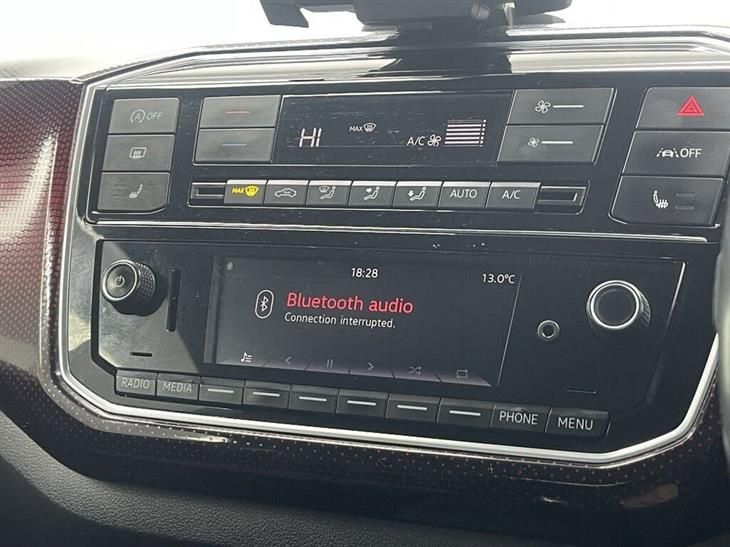 OFF
HI
MAX
A/C
OFF
MAX
AUTO
A/C
18:28
13.0°C
Bluetooth audio
Connection interrupted.
RADIO
MEDIA
PHONE
MENU